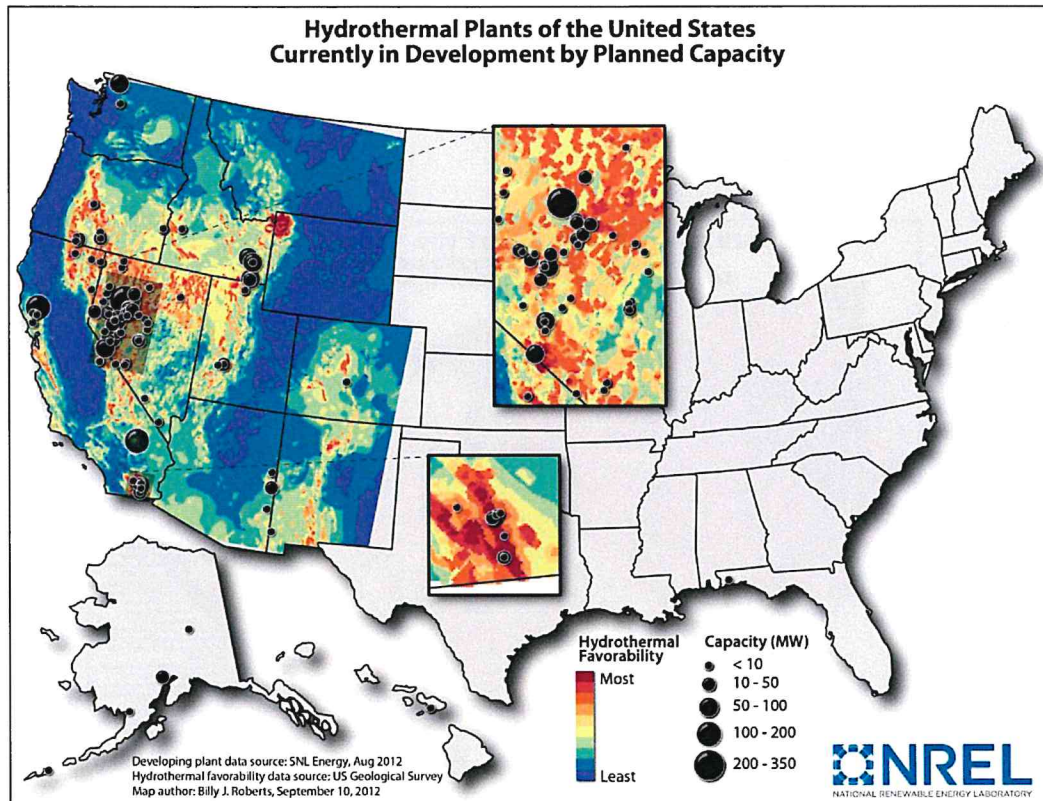 Hydrothermal Plants of the United States
Currently in Development by Planned Capacity
Hydrothermal
Favorability
Most
Least
Capacity (MW)
< 10
10 - 50
50 - 100
100 - 200
200 - 350
Developing plant data source: SNL Energy, Aug 2012
Hydrothermal favorability data source: US Geological Survey
Map author: Billy J. Roberts, September 10, 2012
NREL
NATIONAL RENEWABLE ENERGY LABORATORY